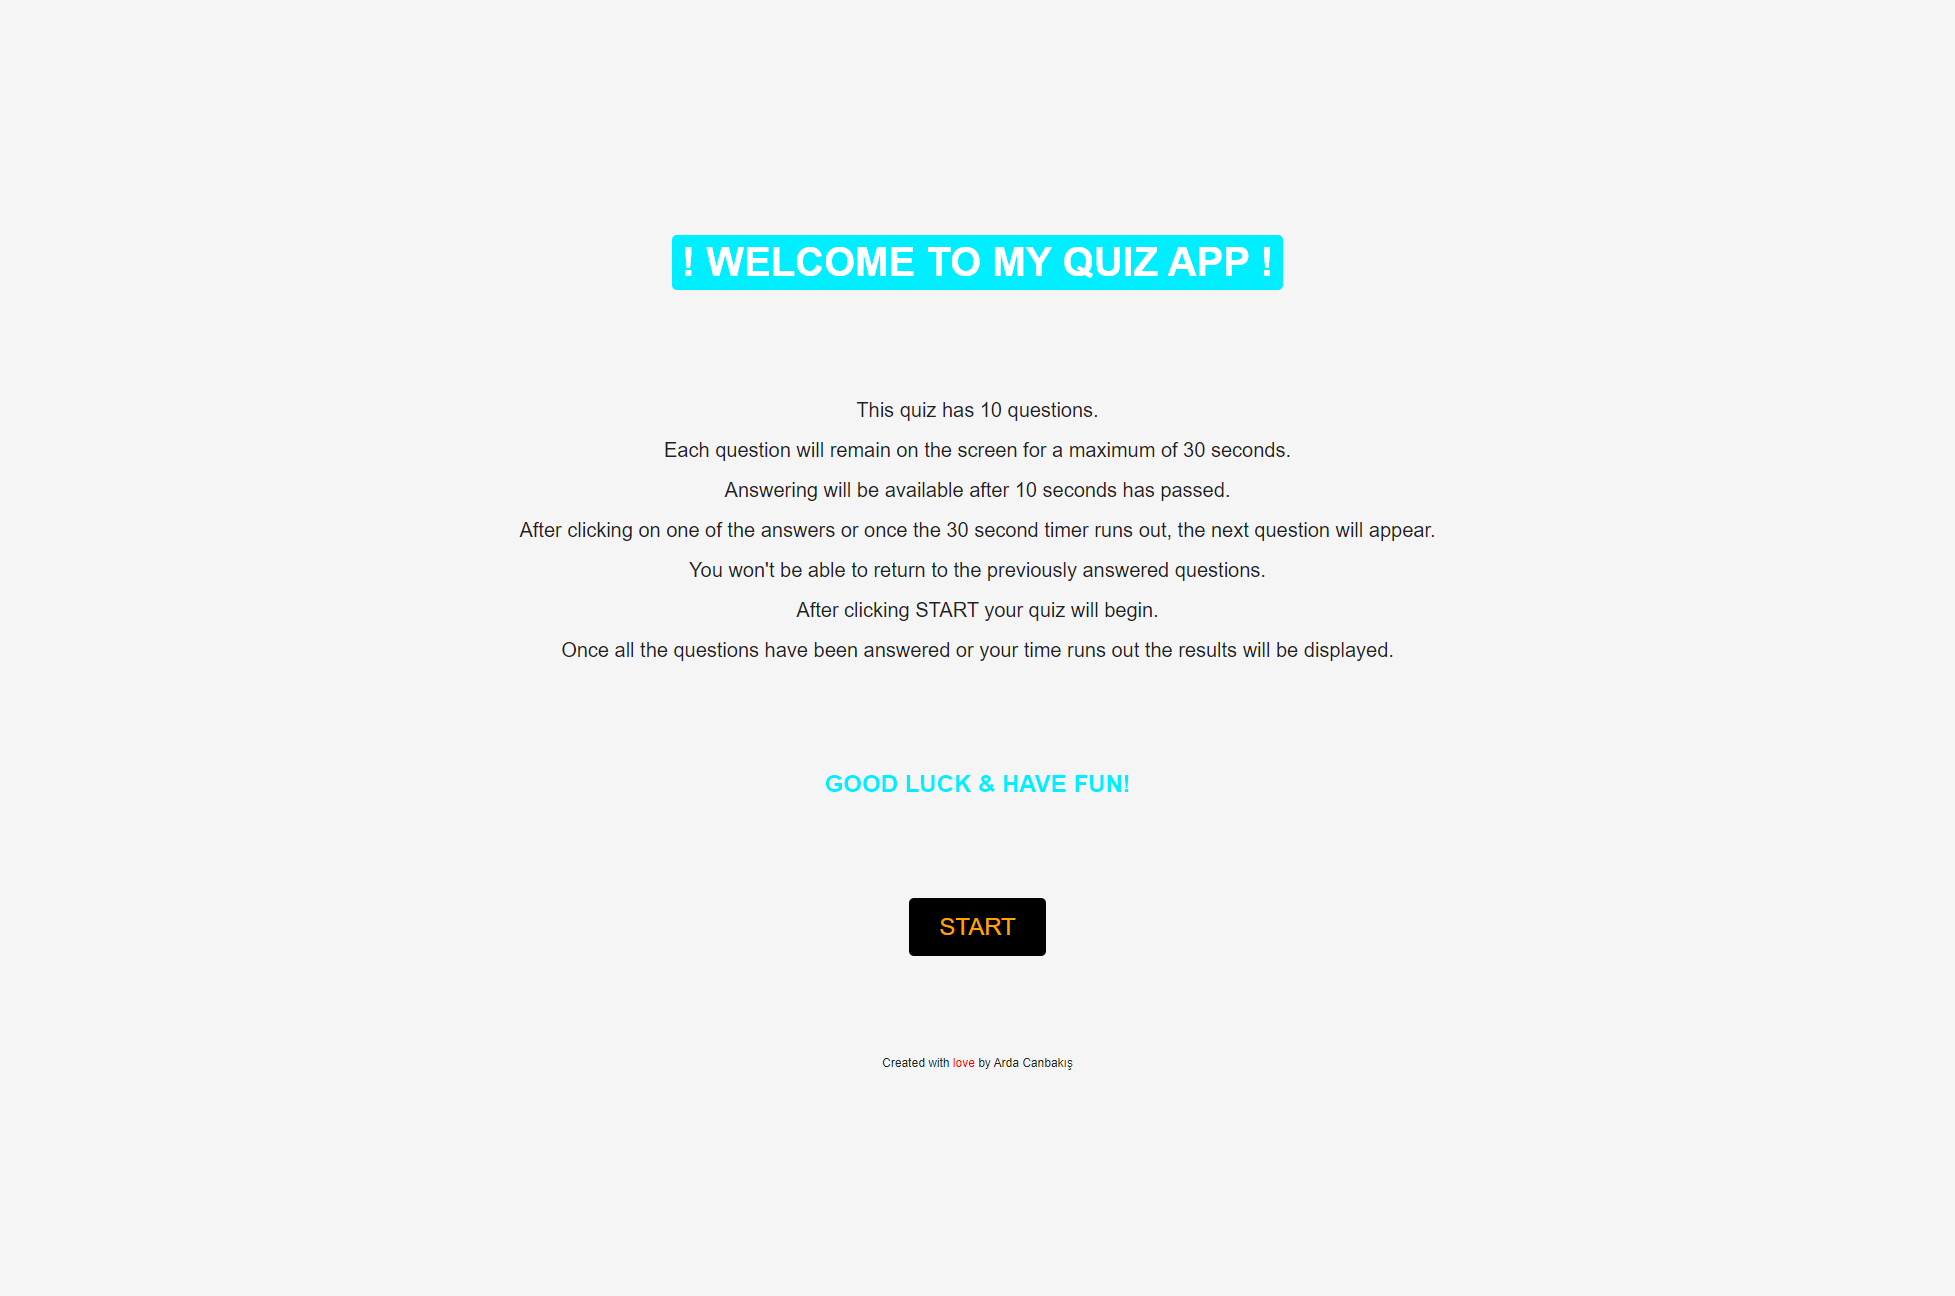 ! WELCOME TO MY QUIZ APP !
This quiz has 10 questions.
Each question will remain on the screen for a maximum of 30 seconds.
Answering will be available after 10 seconds has passed.
After clicking on one of the answers or once the 30 second timer runs out, the next question will appear.
You won't be able to return to the previously answered questions.
After clicking START your quiz will begin.
Once all the questions have been answered or your time runs out the results will be displayed.
GOOD LUCK & HAVE FUN!
START
Created with love by Arda Canbakış